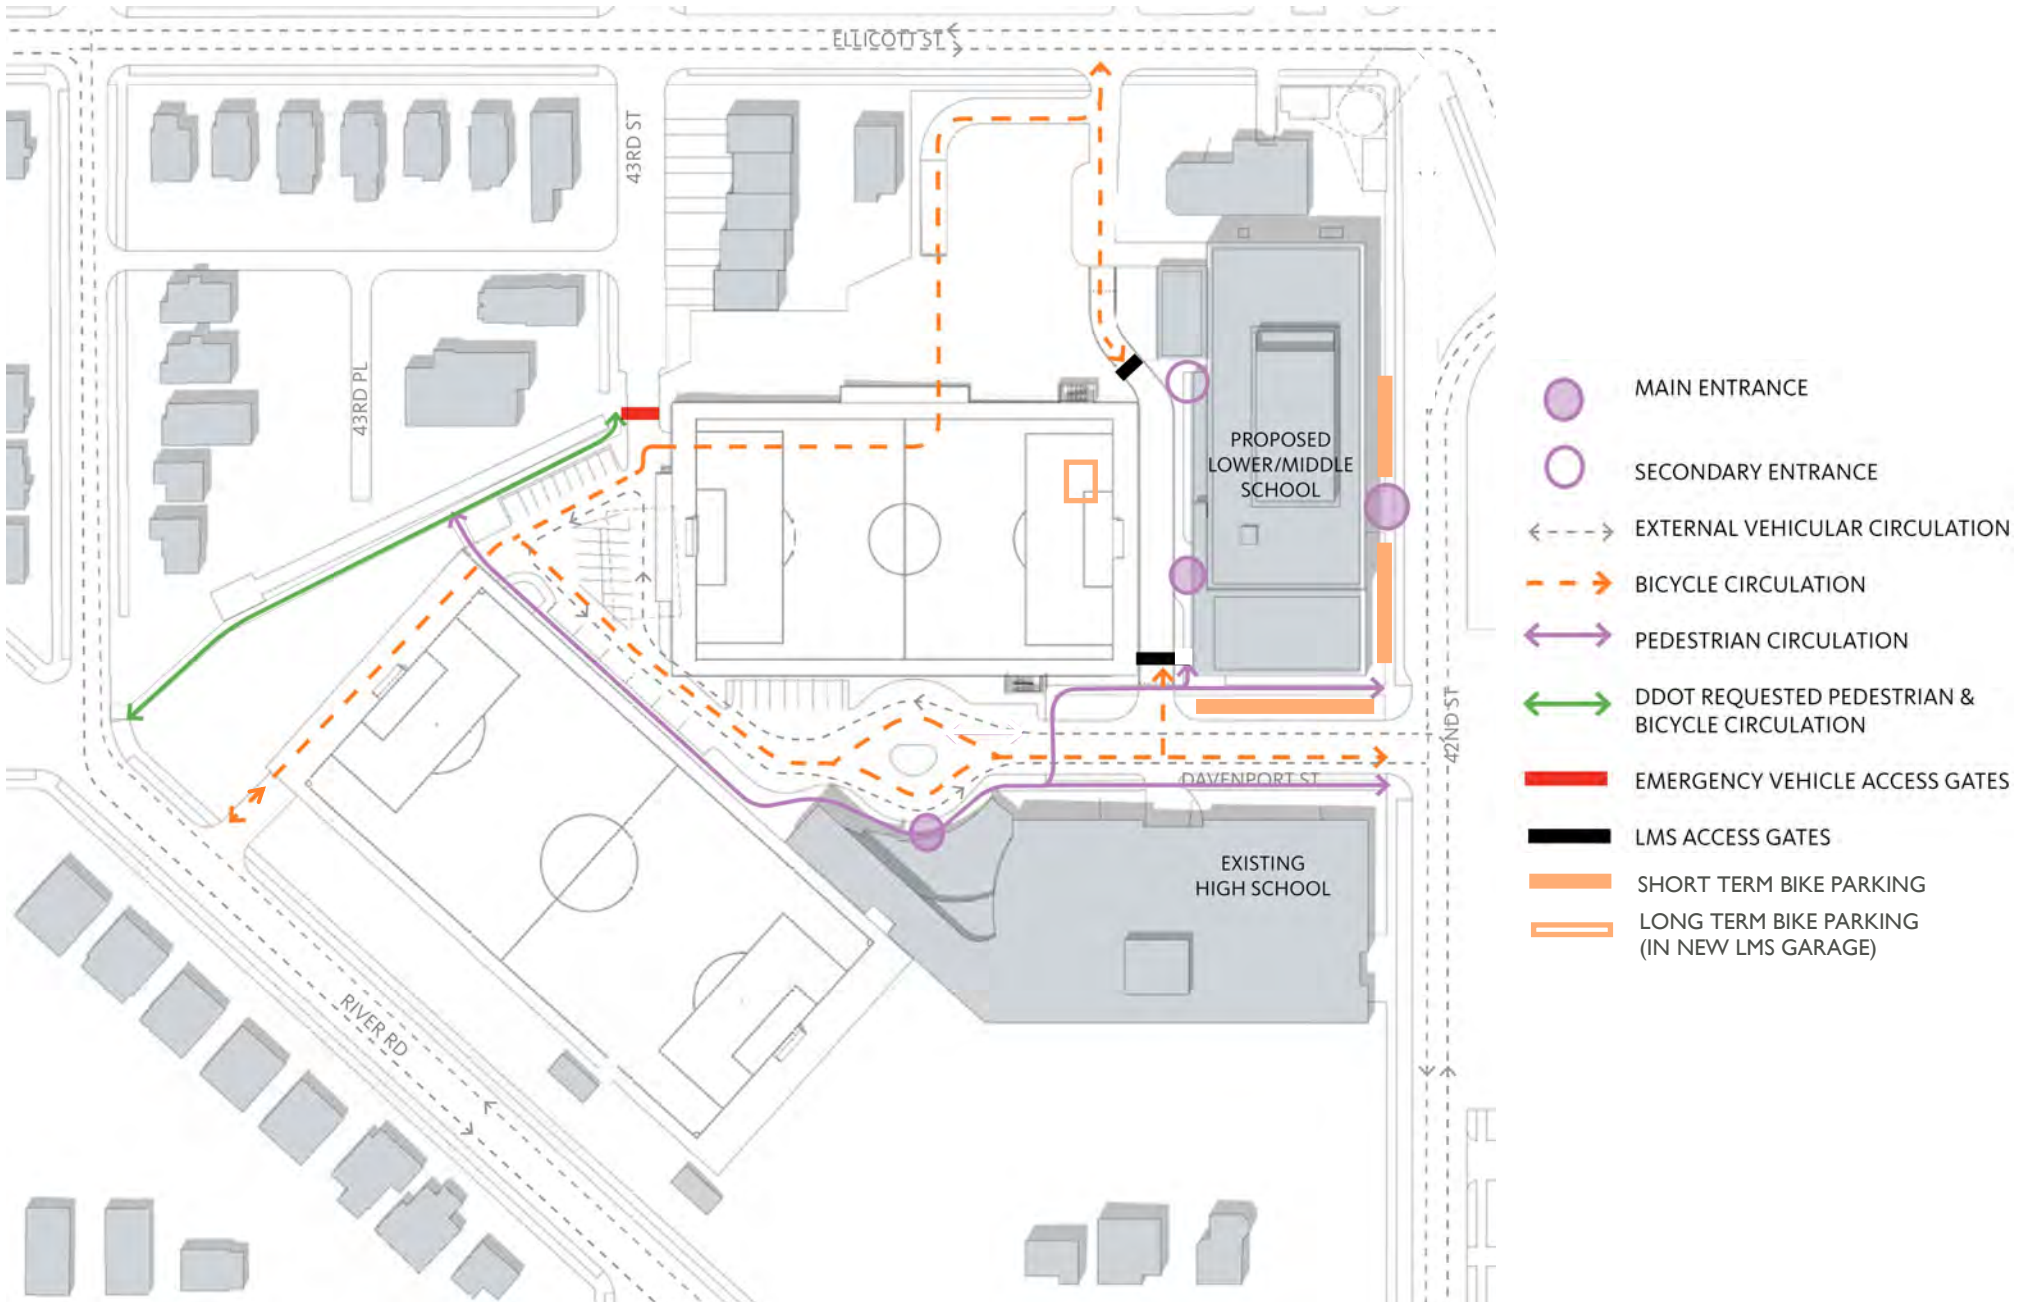 ELLICOTT ST
43RD ST
43RD PL
PROPOSED
LOWER/MIDDLE
SCHOOL
42ND ST
DAVENPORT ST
EXISTING
HIGH SCHOOL
RIVER RD
MAIN ENTRANCE
SECONDARY ENTRANCE
EXTERNAL VEHICULAR CIRCULATION
BICYCLE CIRCULATION
PEDESTRIAN CIRCULATION
DDOT REQUESTED PEDESTRIAN &
BICYCLE CIRCULATION
EMERGENCY VEHICLE ACCESS GATES
LMS ACCESS GATES
SHORT TERM BIKE PARKING
LONG TERM BIKE PARKING
(IN NEW LMS GARAGE)